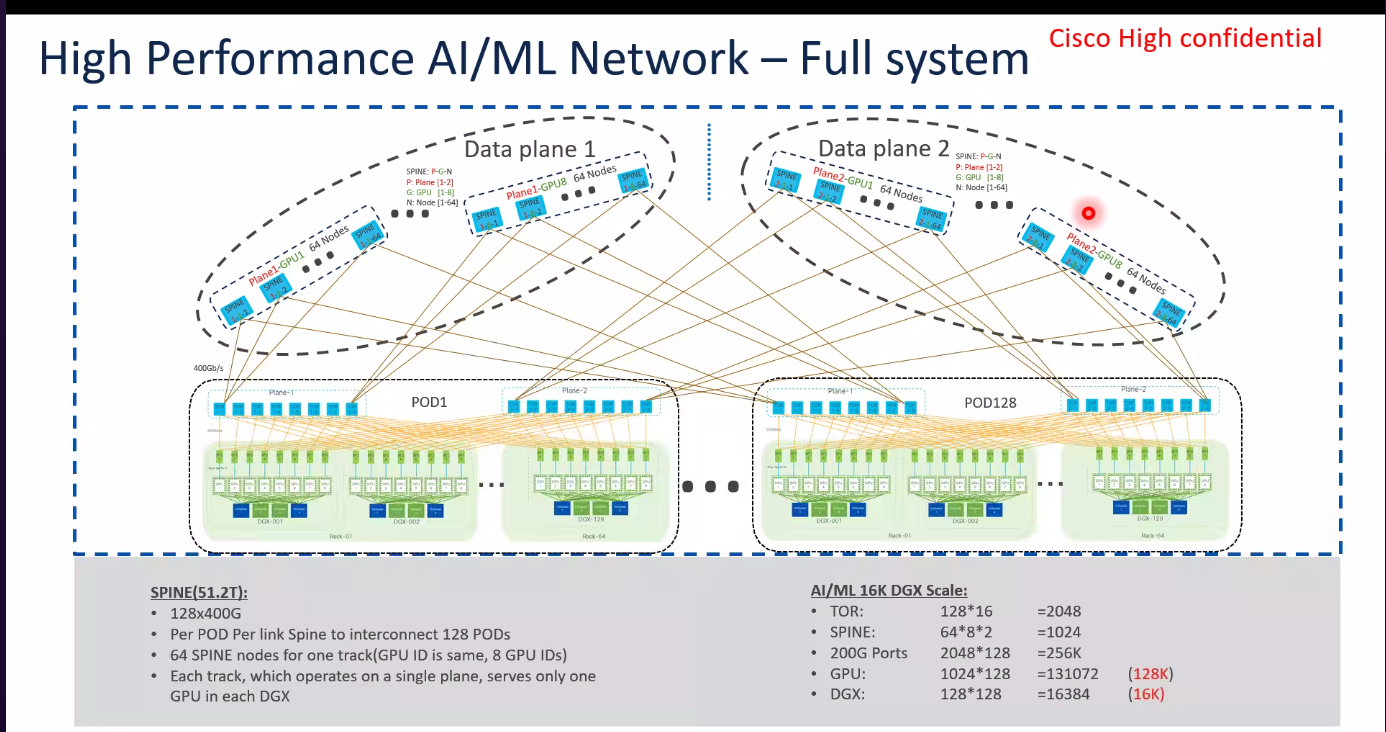 High Performance AI/ML Network – Full system
Cisco High confidential
Data plane 1
SPINE: P-G-N
P: Plane [1-2]
G: GPU [1-8]
N: Node [1-64]
Plane1-GPU1 64 Nodes
SPINE
1-1-1
SPINE
1-1-2
SPINE
1-1-64
Plane1-GPU8 64 Nodes
SPINE
1-8-1
SPINE
1-8-2
SPINE
1-8-64
Data plane 2
SPINE: P-G-N
P: Plane [1-2]
G: GPU [1-8]
N: Node [1-64]
Plane2-GPU1 64 Nodes
SPINE
2-1-1
SPINE
2-1-2
SPINE
2-1-64
Plane2-GPU8 64 Nodes
SPINE
2-8-1
SPINE
2-8-2
SPINE
2-8-64
400Gb/s
Plane-1
POD1
Plane-2
DGX-001
DGX-002
DGX-128
Rack-01
Rack-64
Plane-1
POD128
Plane-2
DGX-001
DGX-002
DGX-128
Rack-01
Rack-64
SPINE(51.2T):
• 128x400G
• Per POD Per link Spine to interconnect 128 PODs
• 64 SPINE nodes for one track(GPU ID is same, 8 GPU IDs)
• Each track, which operates on a single plane, serves only one
GPU in each DGX
AI/ML 16K DGX Scale:
• TOR: 128*16 =2048
• SPINE: 64*8*2 =1024
• 200G Ports 2048*128 =256K
• GPU: 1024*128 =131072 (128K)
• DGX: 128*128 =16384 (16K)